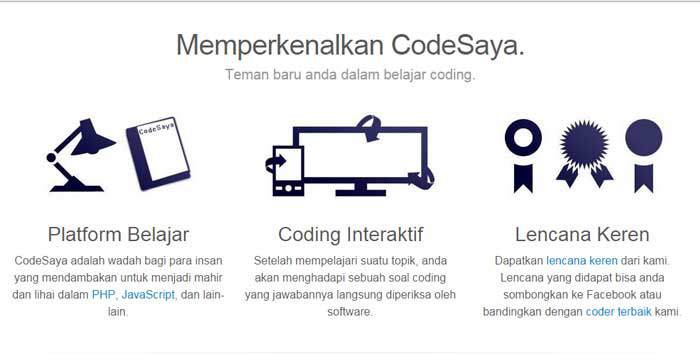 Memperkenalkan CodeSaya.
Teman baru anda dalam belajar coding.
CodeSaya
Platform Belajar
CodeSaya adalah wadah bagi para insan
yang mendambakan untuk menjadi mahir
dan lihai dalam PHP, JavaScript, dan lain-
lain.
Coding Interaktif
Setelah mempelajari suatu topik, anda
akan menghadapi sebuah soal coding
yang jawabannya langsung diperiksa oleh
software.
Lencana Keren
Dapatkan lencana keren dari kami.
Lencana yang didapat bisa anda
sombongkan ke Facebook atau
bandingkan dengan coder terbaik kami.